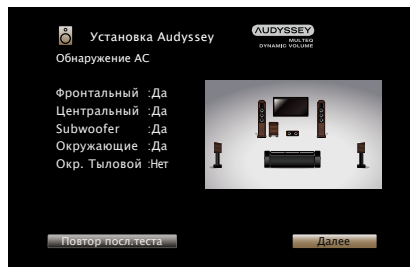 Установка Audyssey
AUDYSSEY
MULTEQ
DYNAMIC VOLUME
Обнаружение АС
Фронтальный :Да
Центральный :Да
Subwoofer :Да
Окружающие :Да
Окр. Тыловой :Нет
Повтор посл.теста
Далее